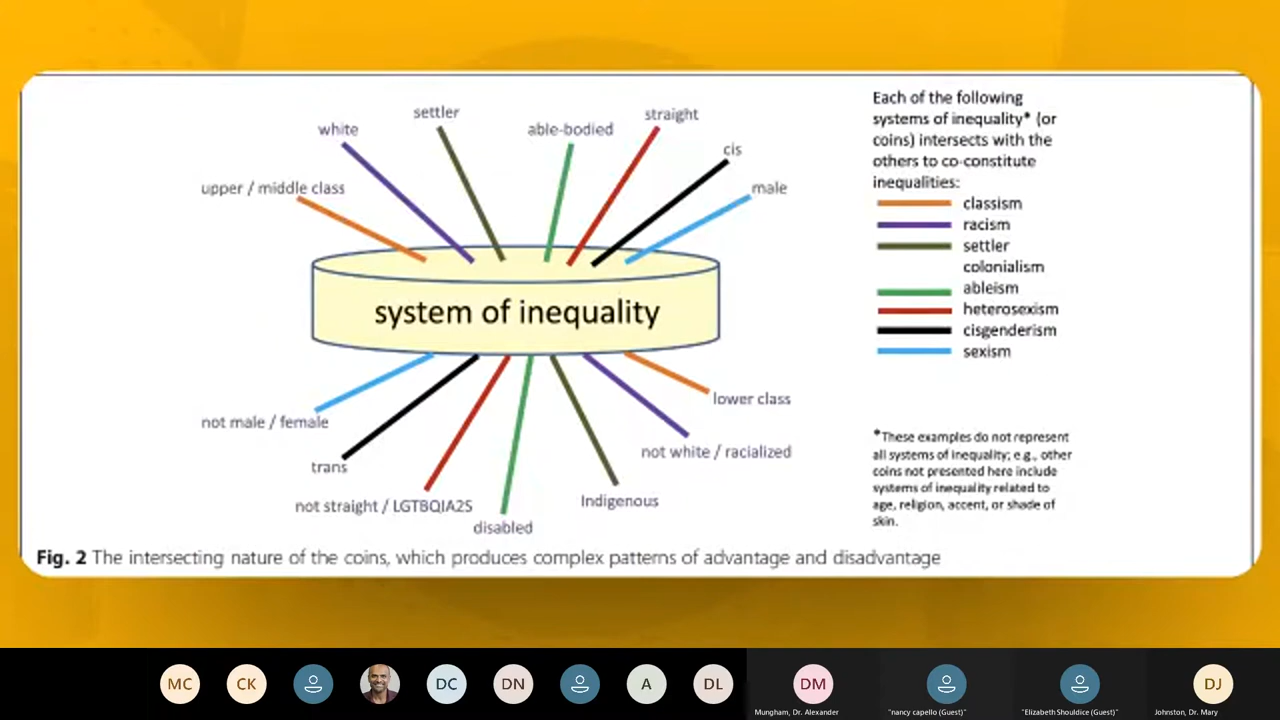 settler
straight
white
able-bodied
cis
upper / middle class
male
system of inequality
not male / female
lower class
trans
not white / racialized
not straight / LGTBQIA2S
Indigenous
disabled
Each of the following
systems of inequality* (or
coins) intersects with the
others to co-constitute
inequalities:
classism
racism
settler
colonialism
ableism
heterosexism
cisgenderism
sexism
*These examples do not represent
all systems of inequality; e.g., other
coins not presented here include
systems of inequality related to
age, religion, accent, or shade of
skin.
Fig. 2 The intersecting nature of the coins, which produces complex patterns of advantage and disadvantage
MC
CK
DC
DN
A
DL
DM
DJ
Mungham, Dr. Alexander
"nancy capello (Guest)"
"Elizabeth Shouldice (Guest)"
Johnston, Dr. Mary